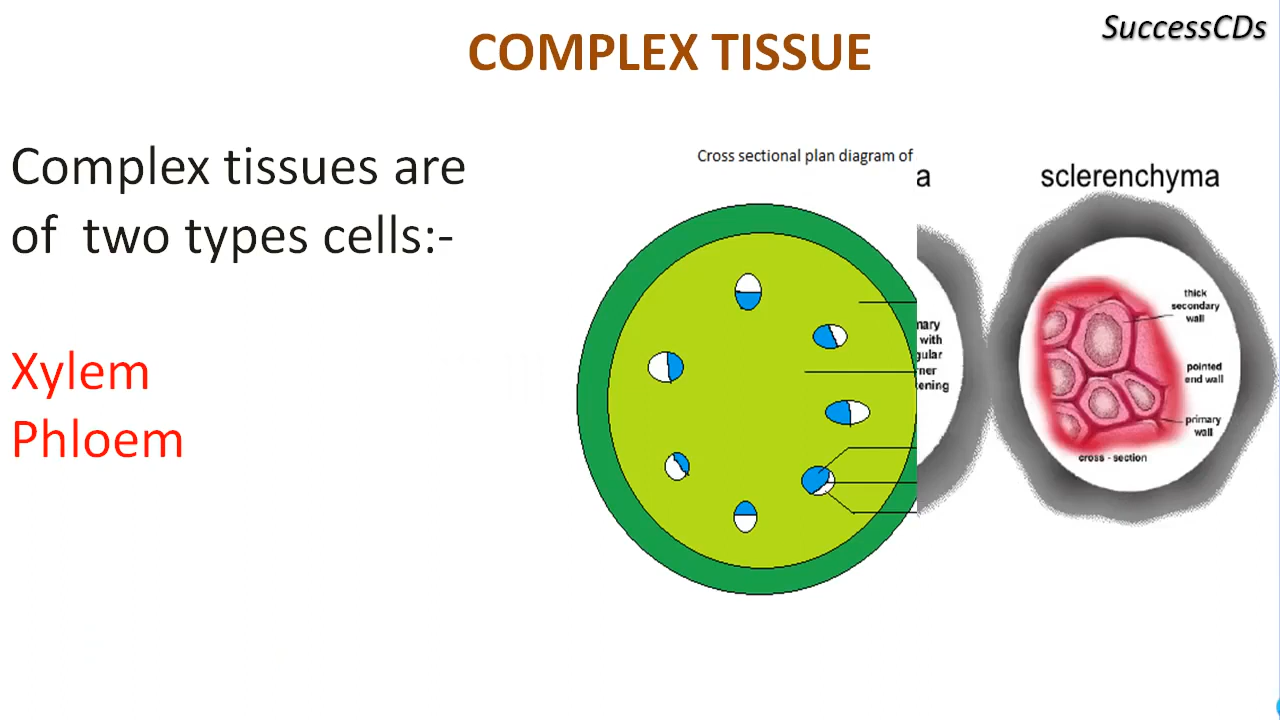 SuccessCDs
COMPLEX TISSUE
Complex tissues are
of two types cells:-
Xylem
Phloem
Cross sectional plan diagram of
a
sclerenchyma
thick
secondary
wall
pointed
end wall
primary
wall
cross - section
with